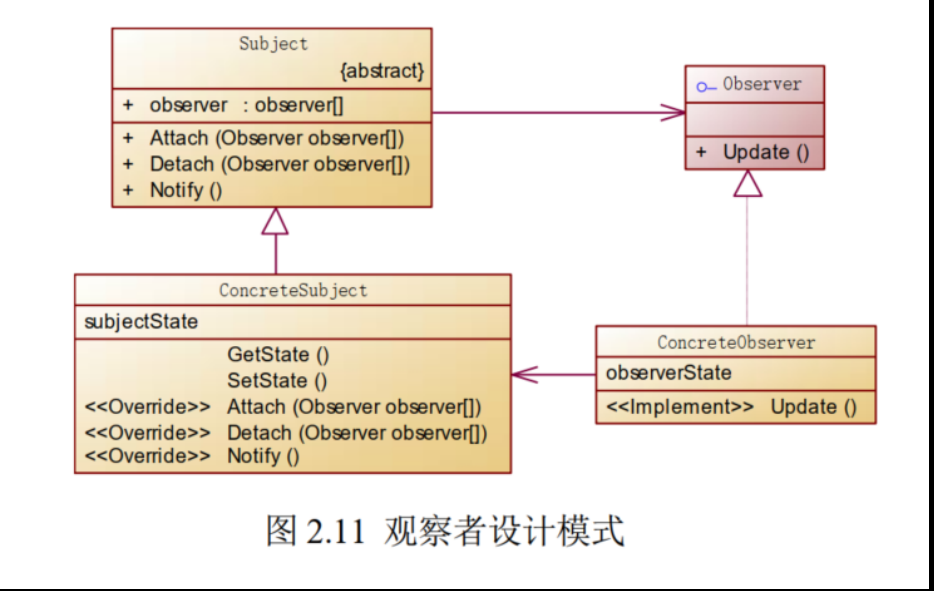 Subject
{abstract}
+ observer : observer[]
+ Attach (Observer observer[])
+ Detach (Observer observer[])
+ Notify ()
Observer
+ Update ()
ConcreteSubject
subjectState
GetState ()
SetState ()
<<Override>> Attach (Observer observer[])
<<Override>> Detach (Observer observer[])
<<Override>> Notify ()
ConcreteObserver
observerState
<<Implement>> Update ()
图 2.11 观察者设计模式